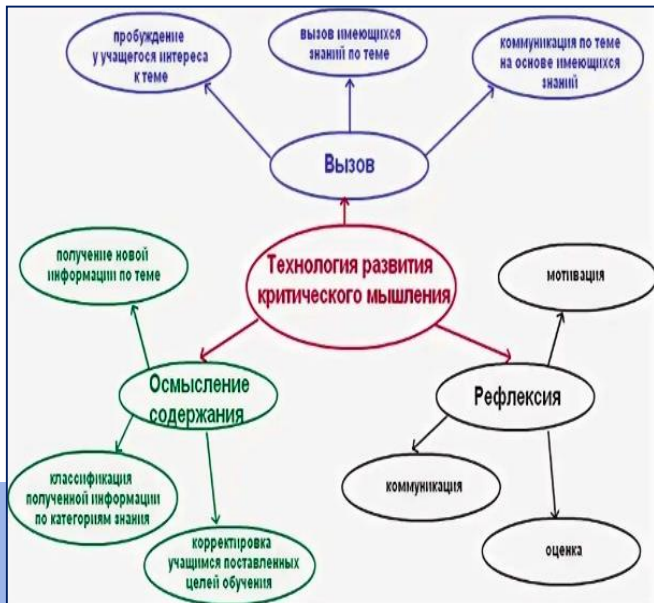 пробуждение
у учащегося интереса
к теме
вызов имеющихся
знаний по теме
коммуникация по теме
на основе имеющихся
знаний
Вызов
Технология развития
критического мышления
получение новой
информации по теме
мотивация
Осмысление
содержания
Рефлексия
классификация
полученной информации
по категориям знания
коммуникация
корректировка
учащимся поставленных
целей обучения
оценка